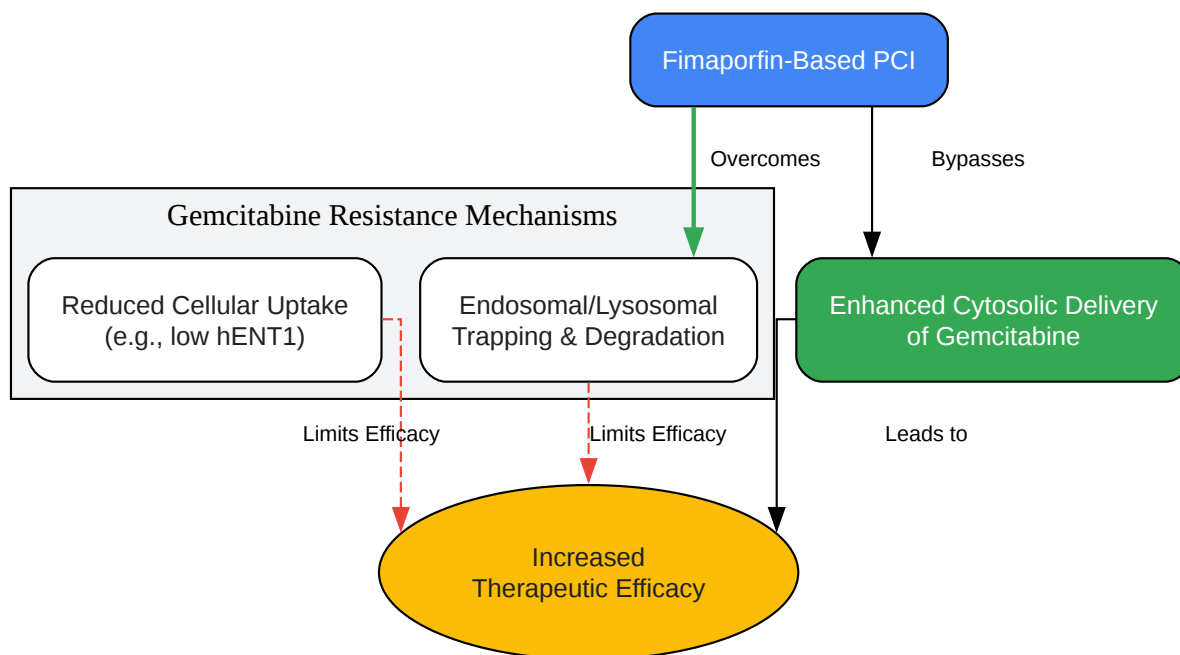 Fimaporfin-Based PCI
Overcomes
Bypasses
Gemcitabine Resistance Mechanisms
Reduced Cellular Uptake
(e.g., low hENT1)
Endosomal/Lysosomal
Trapping & Degradation
Enhanced Cytosolic Delivery
of Gemcitabine
Limits Efficacy
Limits Efficacy
Leads to
Increased
Therapeutic Efficacy